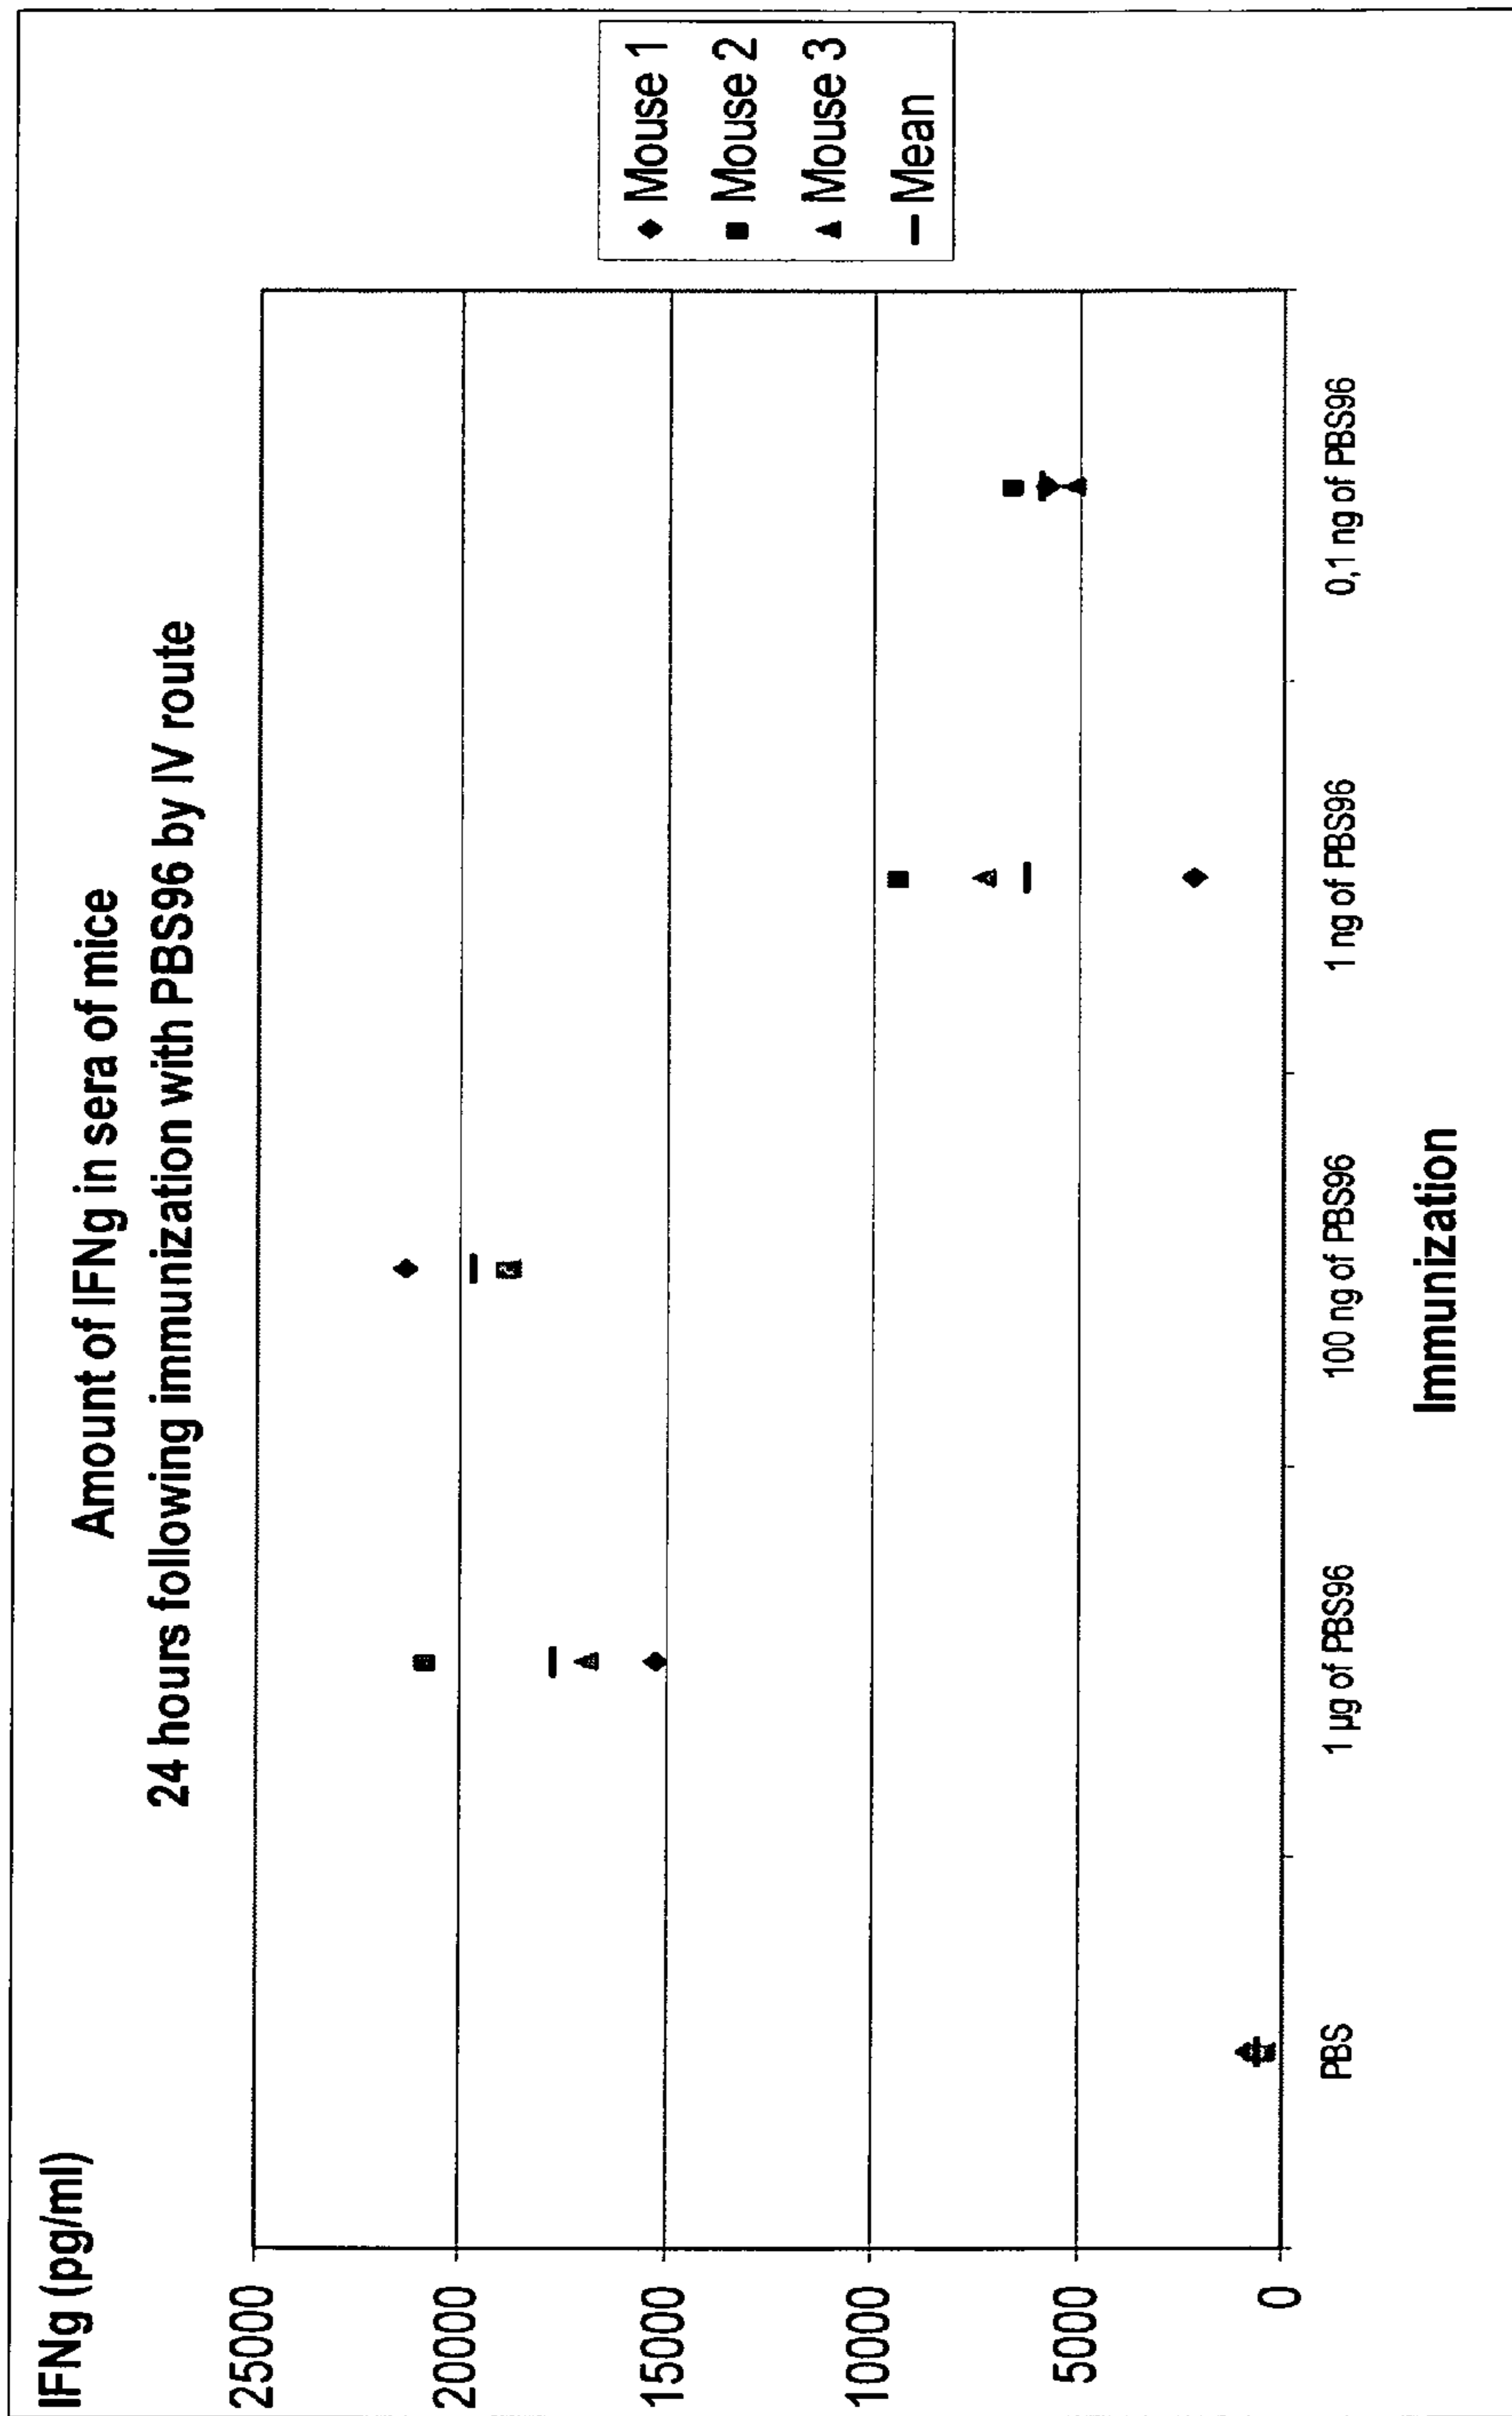 Amount of IFNg in sera of mice
24 hours following immunization with PBS96 by IV route
IFNg (pg/ml)
25000
20000
15000
10000
5000
0
PBS
1 µg of PBS96
100 ng of PBS96
1 ng of PBS96
0,1 ng of PBS96
Immunization
Mouse 1
Mouse 2
Mouse 3
Mean